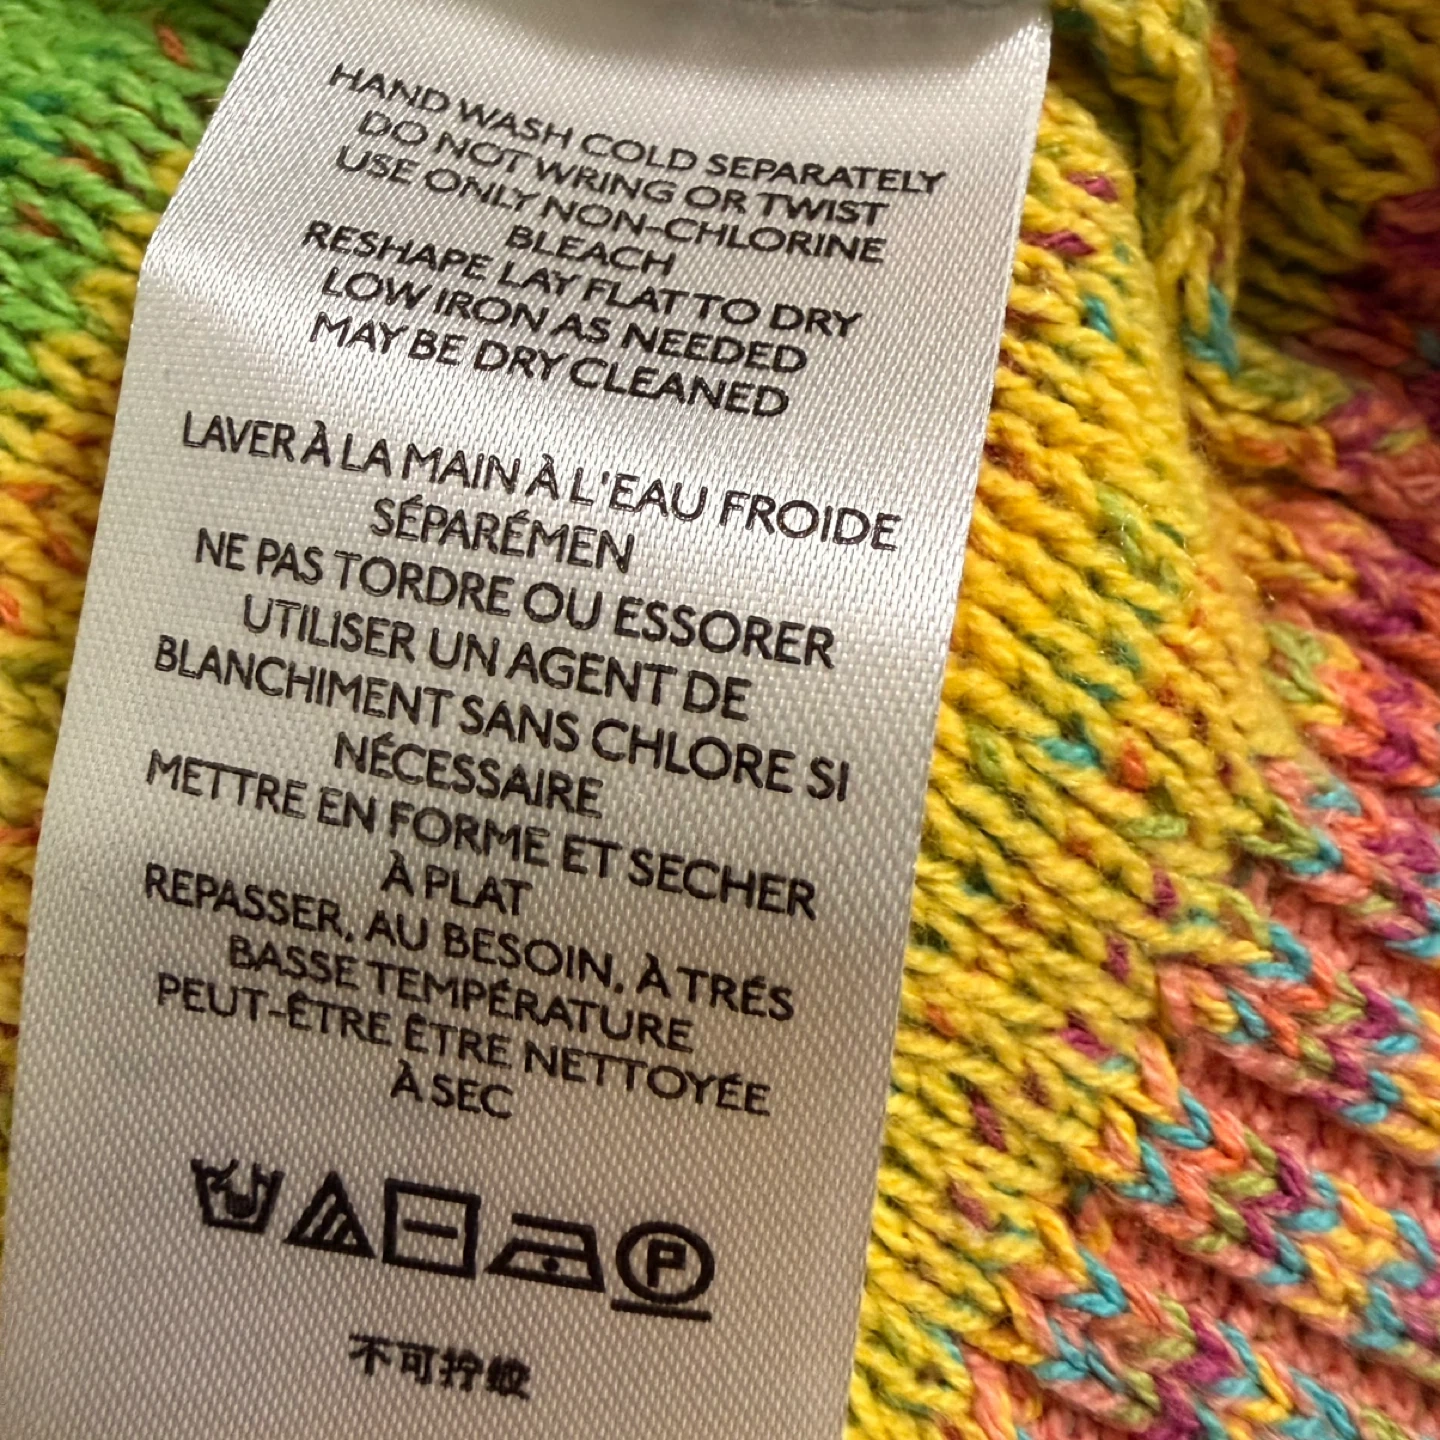 HAND WASH COLD SEPARATELY
DO NOT WRING OR TWIST
USE ONLY NON-CHLORINE
BLEACH
RESHAPE LAY FLAT TO DRY
LOW IRON AS NEEDED
MAY BE DRY CLEANED
LAVER À LA MAIN À L'EAU FROIDE
SÉPARÉMEN
NE PAS TORDRE OU ESSORER
UTILISER UN AGENT DE
BLANCHIMENT SANS CHLORE SI
NÉCESSAIRE
METTRE EN FORME ET SECHER
À PLAT
REPASSER, AU BESOIN, À TRÉS
BASSE TEMPÉRATURE
PEUT-ÊTRE ÊTRE NETTOYÉE
À SEC
P
不可拧绞